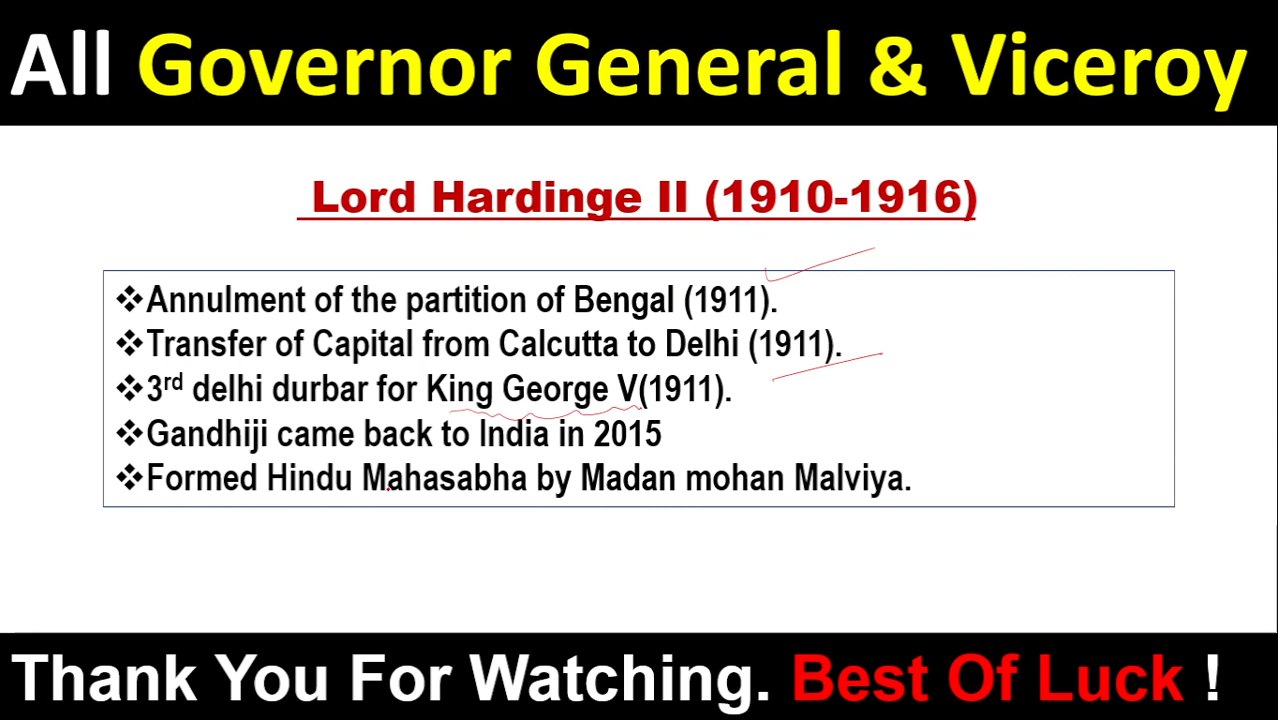 All Governor General & Viceroy
Lord Hardinge II (1910-1916)
❖Annulment of the partition of Bengal (1911).
❖Transfer of Capital from Calcutta to Delhi (1911).
❖3rd delhi durbar for King George V(1911).
❖Gandhiji came back to India in 2015
❖Formed Hindu Mahasabha by Madan mohan Malviya.
Thank You For Watching. Best Of Luck !